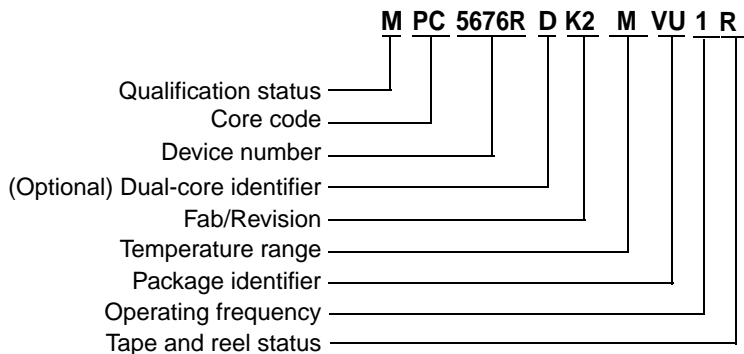 M PC 5676R D K2 M VU 1 R
Qualification status
Core code
Device number
(Optional) Dual-core identifier
Fab/Revision
Temperature range
Package identifier
Operating frequency
Tape and reel status